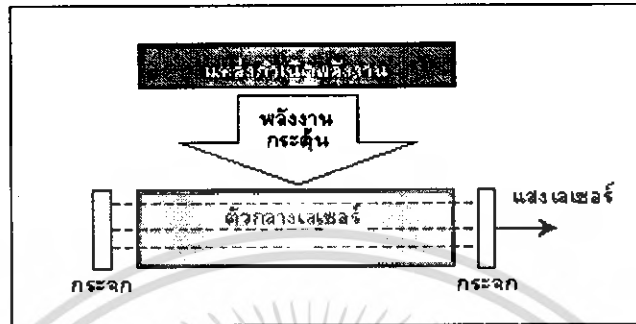 แหล่งกำเนิดพลังงาน
พลังงาน
กระตุ้น
ตัวกลางเลเซอร์
แสงเลเซอร์
กระจก
กระจก